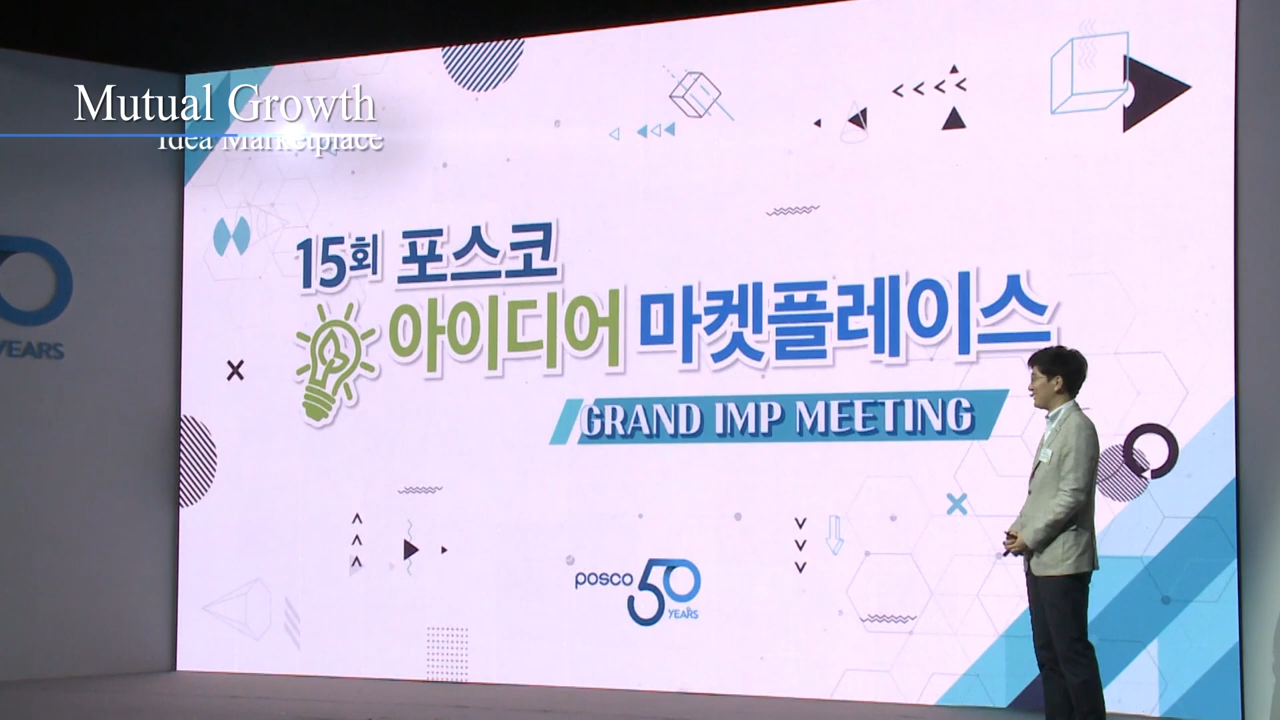 Mutual Growth
Idea Marketplace
15회 포스코
아이디어 마켓플레이스
GRAND IMP MEETING
posco 50
YEARS
0
YEARS